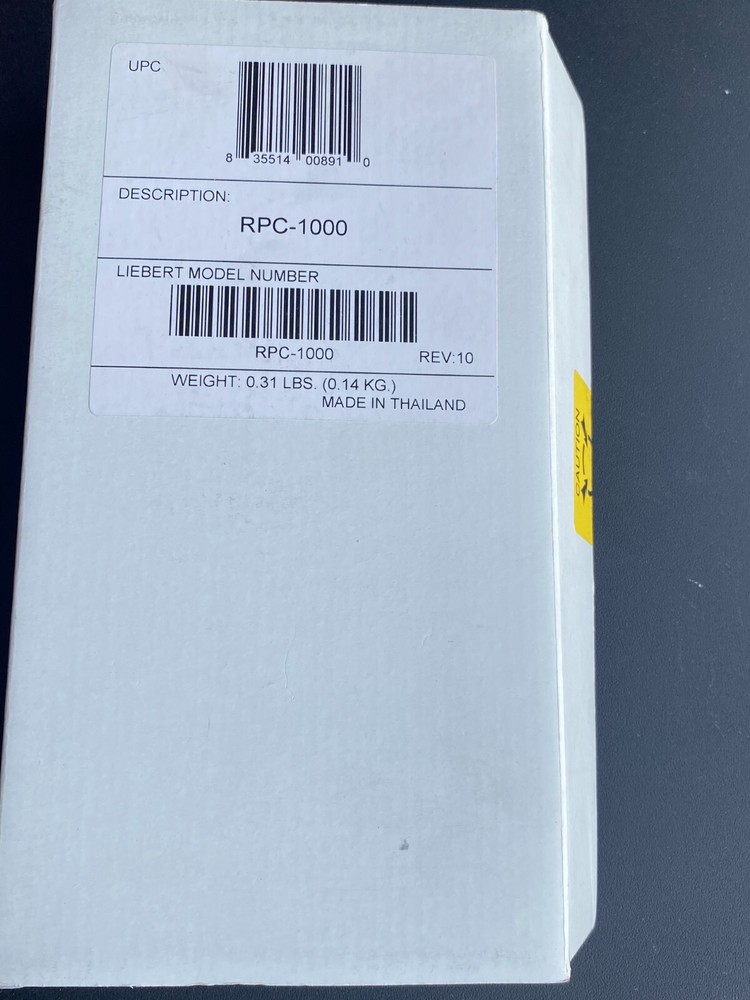 UPC
8 35514 00891 0
DESCRIPTION:
RPC-1000
LIEBERT MODEL NUMBER
RPC-1000 REV:10
WEIGHT: 0.31 LBS. (0.14 KG.)
MADE IN THAILAND
CAUTION